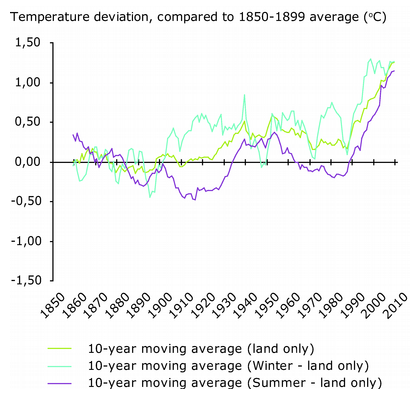 Temperature deviation, compared to 1850-1899 average (°C)
1,50
1,00
0,50
0,00
-0,50
-1,00
-1,50
1850 1860 1870 1880 1890 1900 1910 1920 1930 1940 1950 1960 1970 1980 1990 2000 2010
10-year moving average (land only)
10-year moving average (Winter - land only)
10-year moving average (Summer - land only)